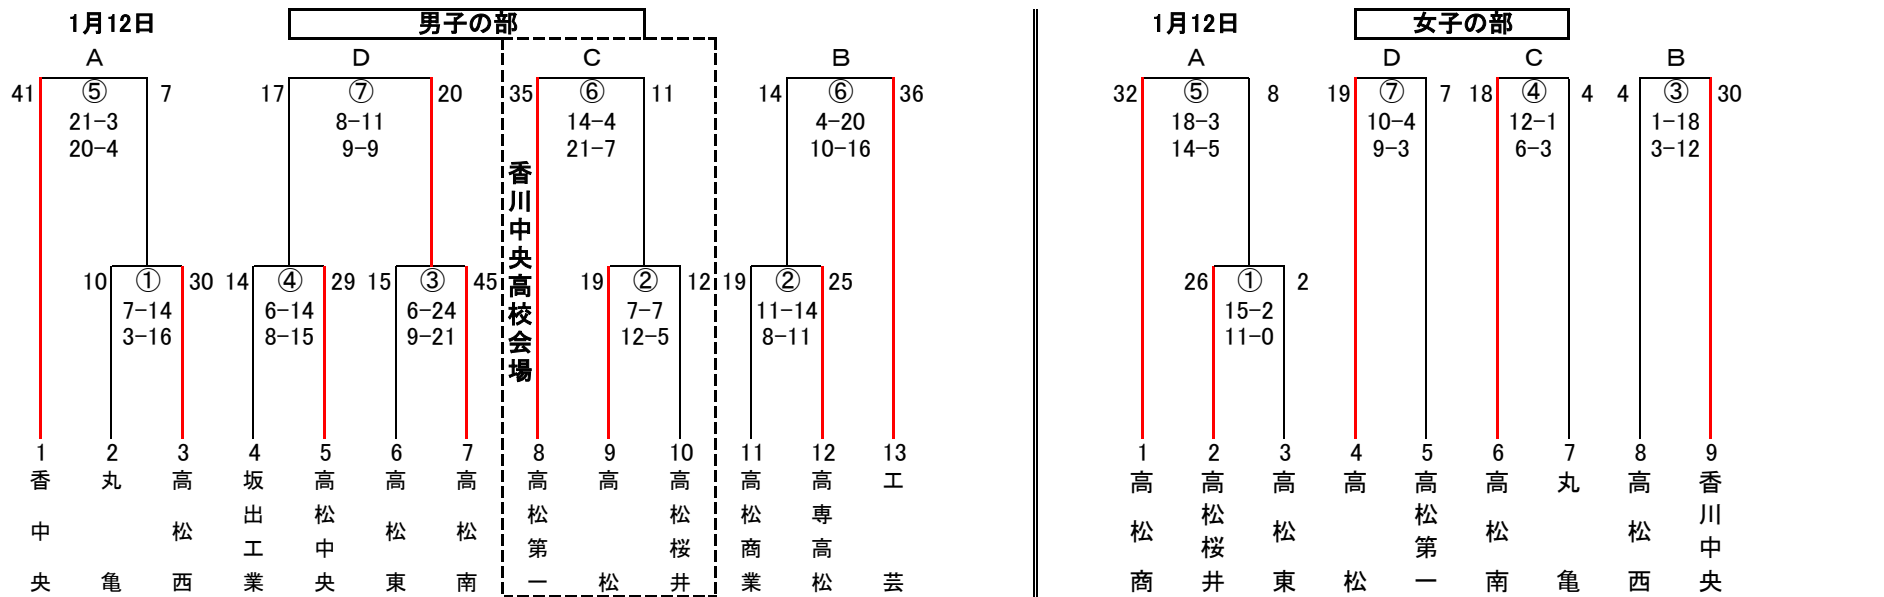 1月12日 男子の部
A D C B
41 ⑤ 7 17 ⑦ 20 35 ⑥ 11 14 ⑥ 36
21-3 8-11 14-4 4-20
20-4 9-9 21-7 10-16
香川中央高校会場
10 ① 30 14 ④ 29 15 ③ 45 19 ② 12 19 ② 25
7-14 6-14 6-24 7-7 11-14
3-16 8-15 9-21 12-5 8-11
1 2 3 4 5 6 7 8 9 10 11 12 13
香中央
丸亀
高松西
坂出工業
高松中央
高松東
高松南
高松第一
高松
高松桜井
高松商業
高専高松
工芸
1月12日 女子の部
A D C B
32 ⑤ 8 19 ⑦ 7 18 ④ 4 4 ③ 30
18-3 10-4 12-1 1-18
14-5 9-3 6-3 3-12
26 ① 2
15-2
11-0
1 2 3 4 5 6 7 8 9
高松商
高松桜井
高松東
高松
高松第一
高松南
丸亀
高松西
香川中央